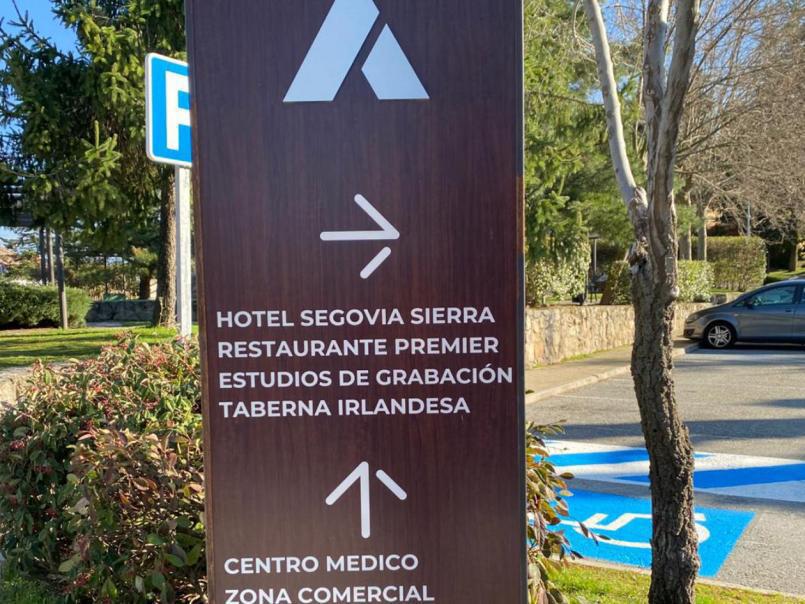 P
HOTEL SEGOVIA SIERRA
RESTAURANTE PREMIER
ESTUDIOS DE GRABACIÓN
TABERNA IRLANDESA
CENTRO MEDICO
ZONA COMERCIAL